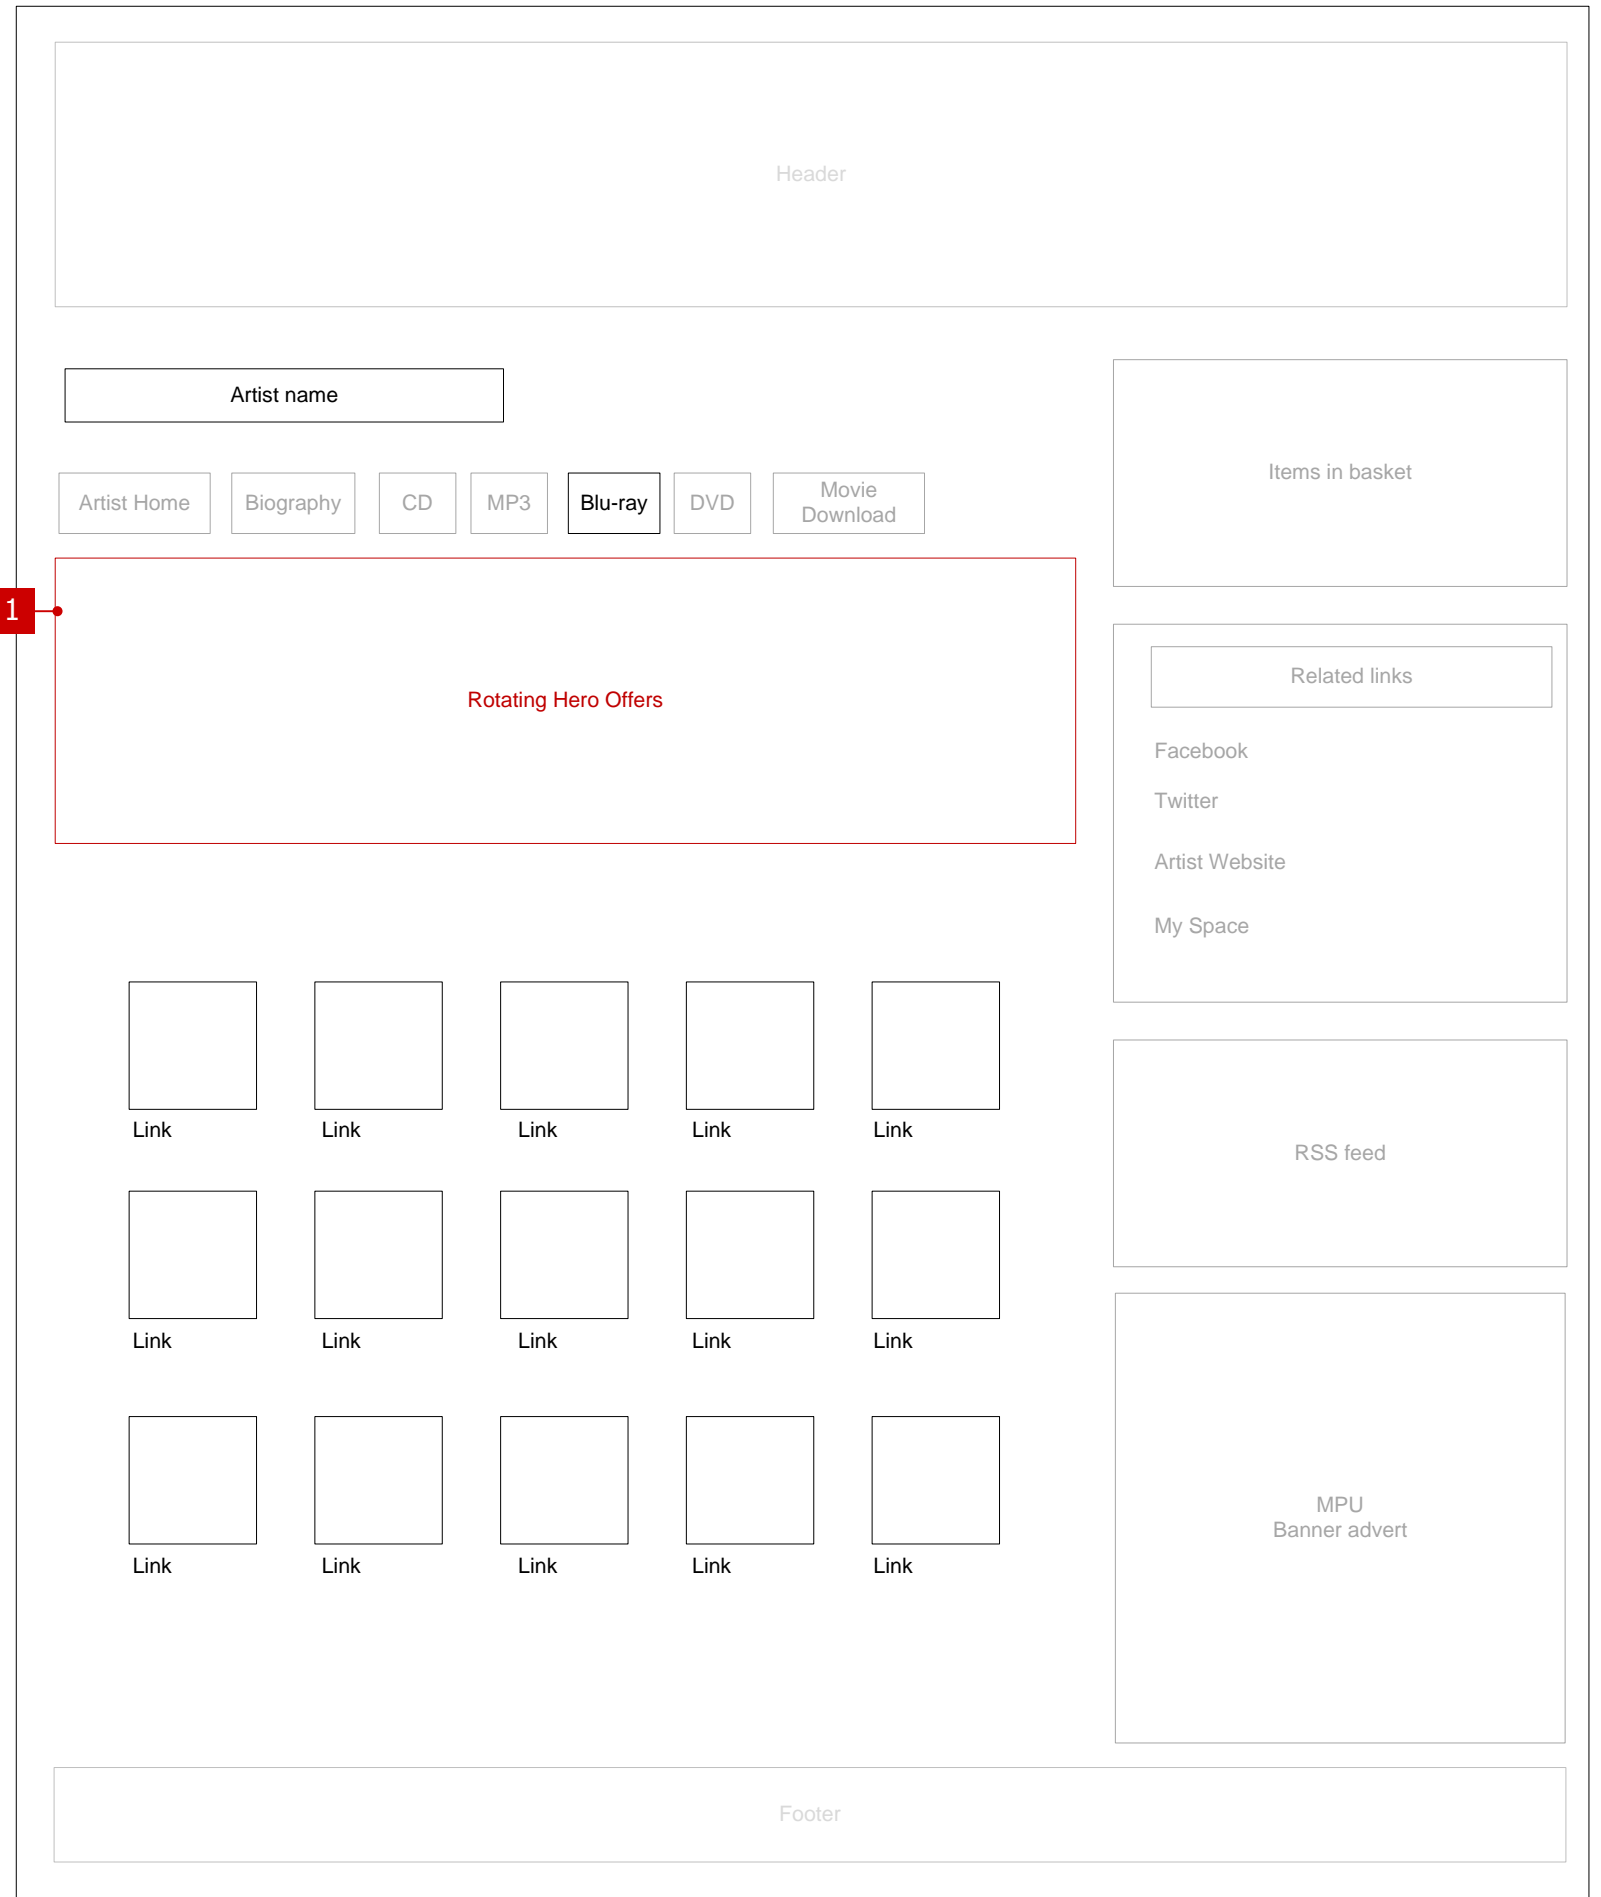 Header
Artist name
Artist Home
Biography
CD
MP3
Blu-ray
DVD
Movie
Download
1
Rotating Hero Offers
Link Link Link Link Link
Link Link Link Link Link
Link Link Link Link Link
Items in basket
Related links
Facebook
Twitter
Artist Website
My Space
RSS feed
MPU
Banner advert
Footer